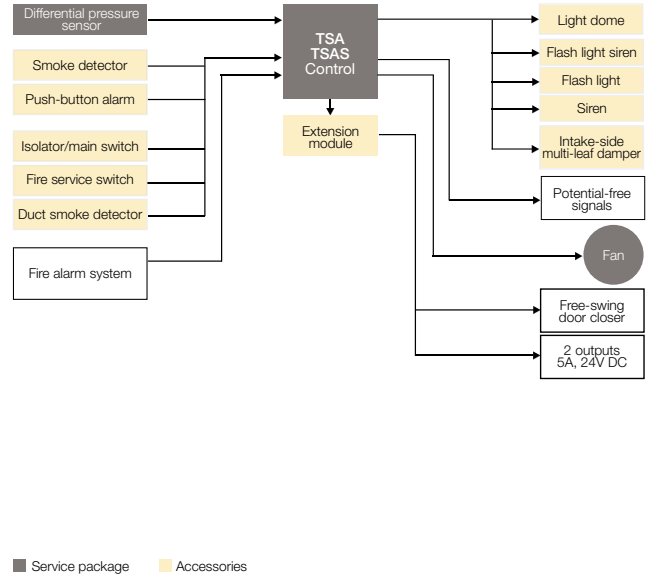 Differential pressure
sensor
Smoke detector
Push-button alarm
Isolator/main switch
Fire service switch
Duct smoke detector
Fire alarm system
TSA
TSAS
Control
Extension
module
Light dome
Flash light siren
Flash light
Siren
Intake-side
multi-leaf damper
Potential-free
signals
Fan
Free-swing
door closer
2 outputs
5A, 24V DC
Service package
Accessories